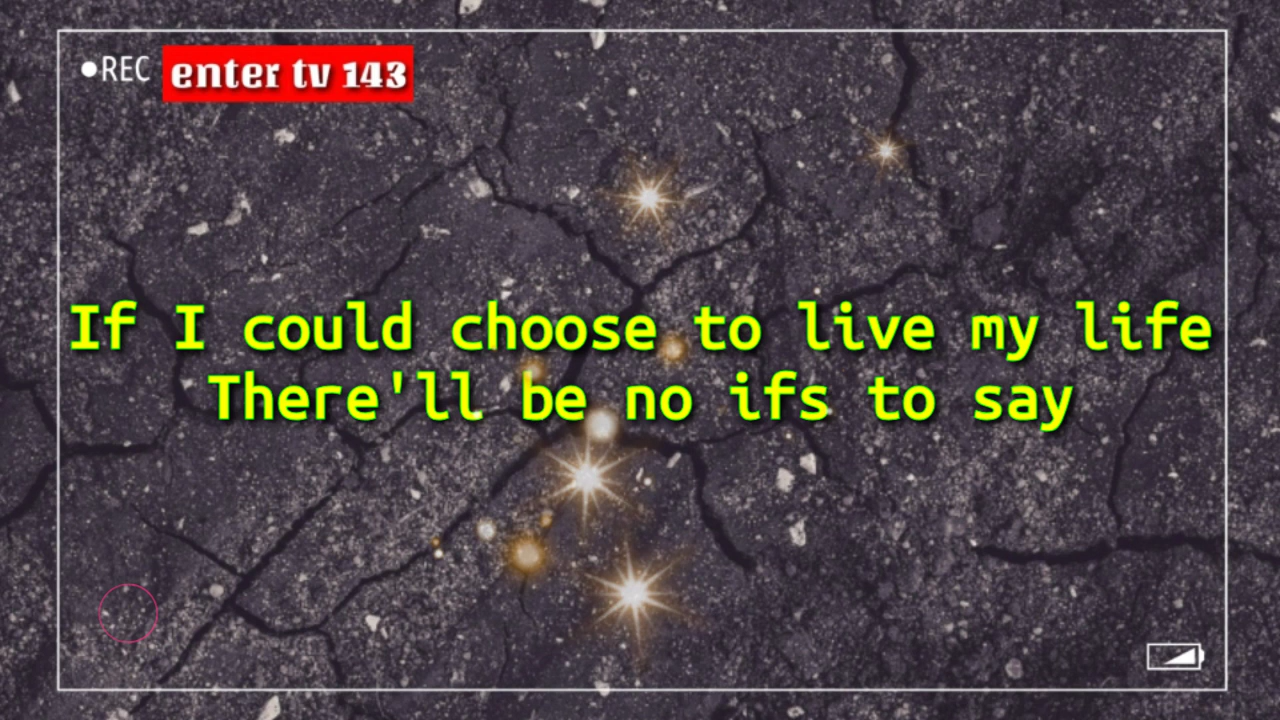 REC enter tv 143
If I could choose to live my life
There'll be no ifs to say